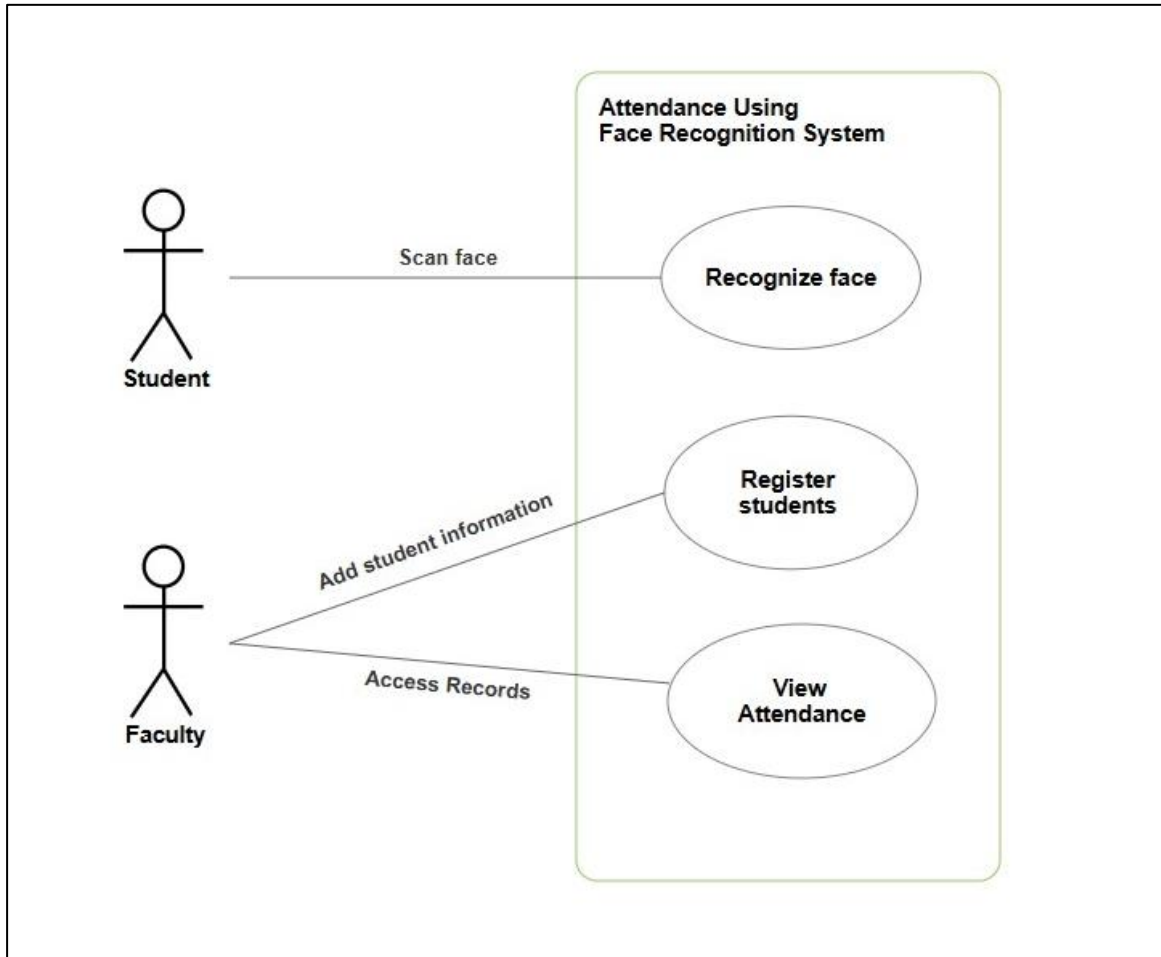 Attendance Using
Face Recognition System
Scan face
Recognize face
Student
Register
students
Add student information
Access Records
View
Attendance
Faculty